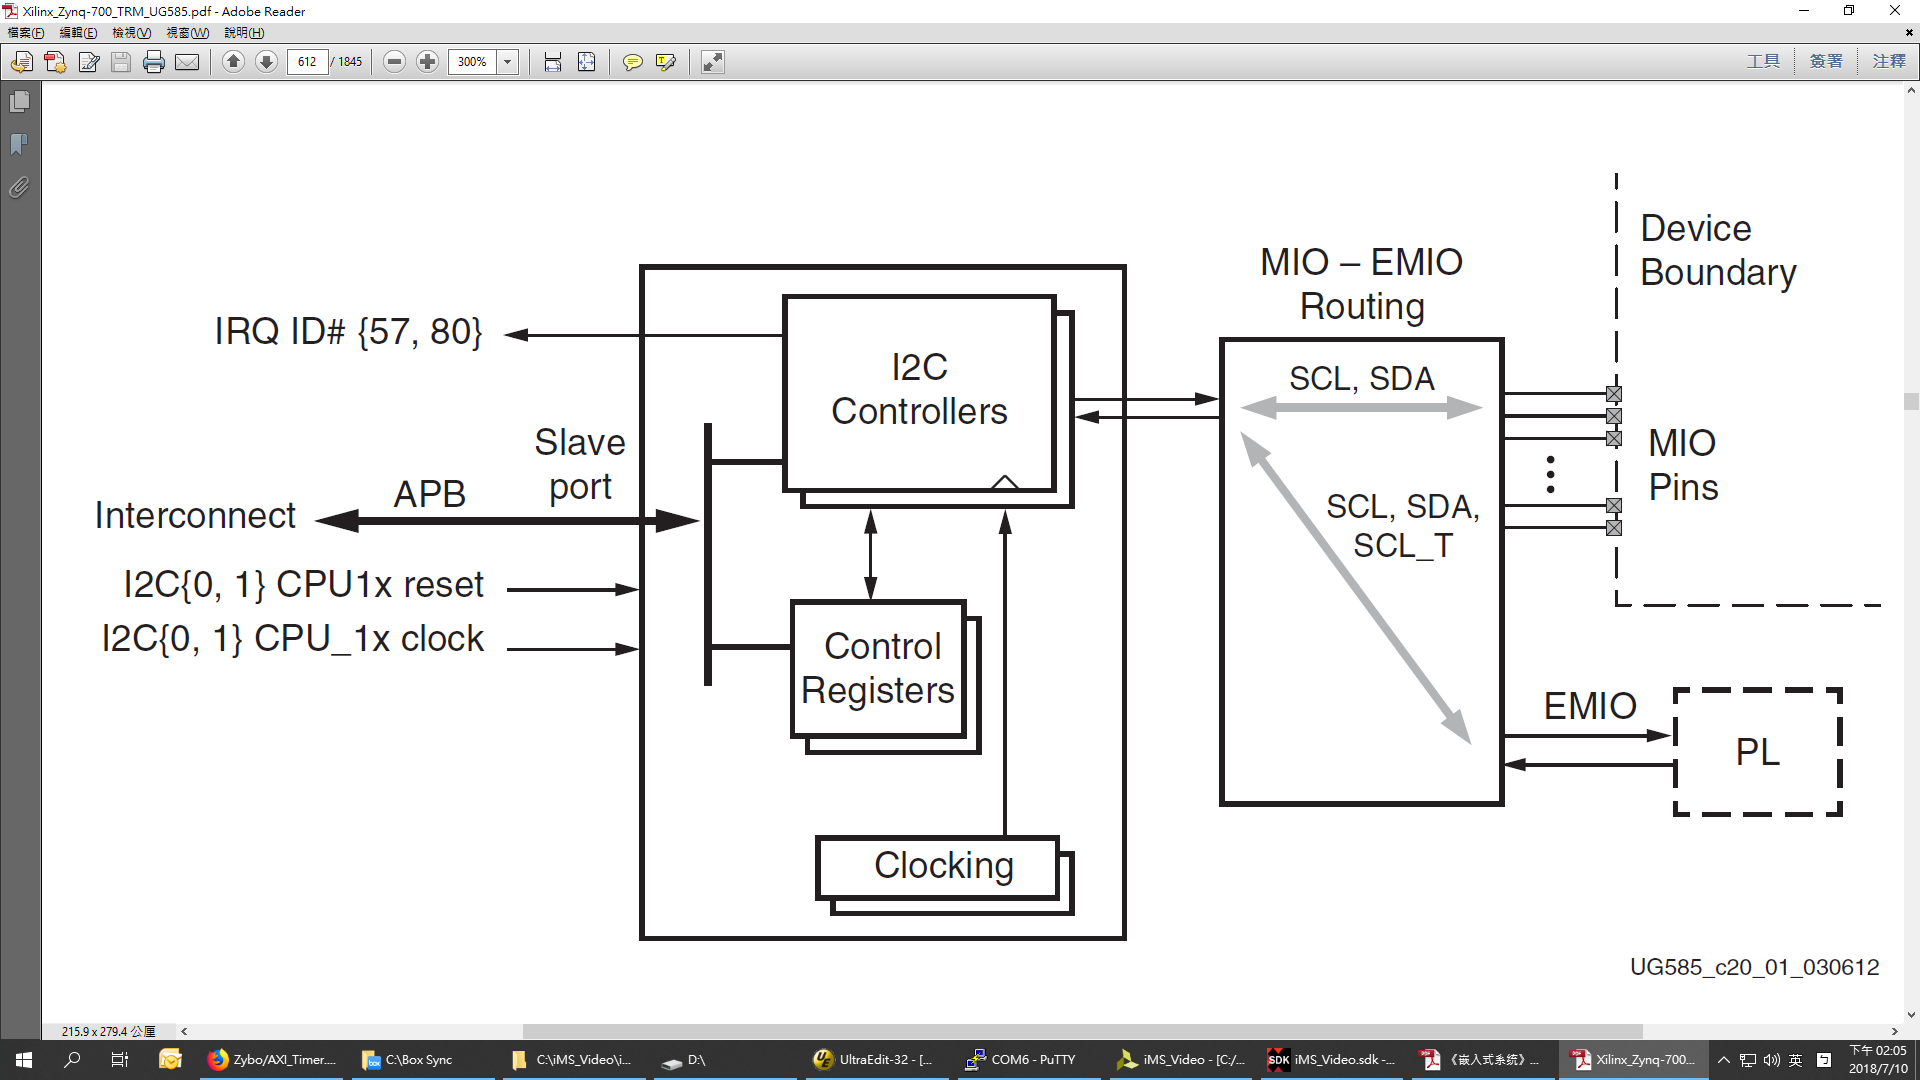 Xilinx_Zynq-700_TRM_UG585.pdf - Adobe Reader
檔案(F) 編輯(E) 檢視(V) 視窗(W) 說明(H)
612 / 1845 300% 工具 簽署 注釋
Device
Boundary
MIO – EMIO
Routing
IRQ ID# {57, 80}
I2C
Controllers
SCL, SDA
MIO
Pins
Slave
port
APB
Interconnect
SCL, SDA,
SCL_T
I2C{0, 1} CPU1x reset
I2C{0, 1} CPU_1x clock
Control
Registers
EMIO
PL
Clocking
UG585_c20_01_030612
215.9 x 279.4 公厘
Zybo/AXI_Timer.... C:\Box Sync C:\iMS_Video\i... D:\ UltraEdit-32 - [... COM6 - PuTTY iMS_Video - [C:/... SDK iMS_Video.sdk -... 《嵌入式系統》... Xilinx_Zynq-700... 英 ㄅ
下午 02:05
2018/7/10